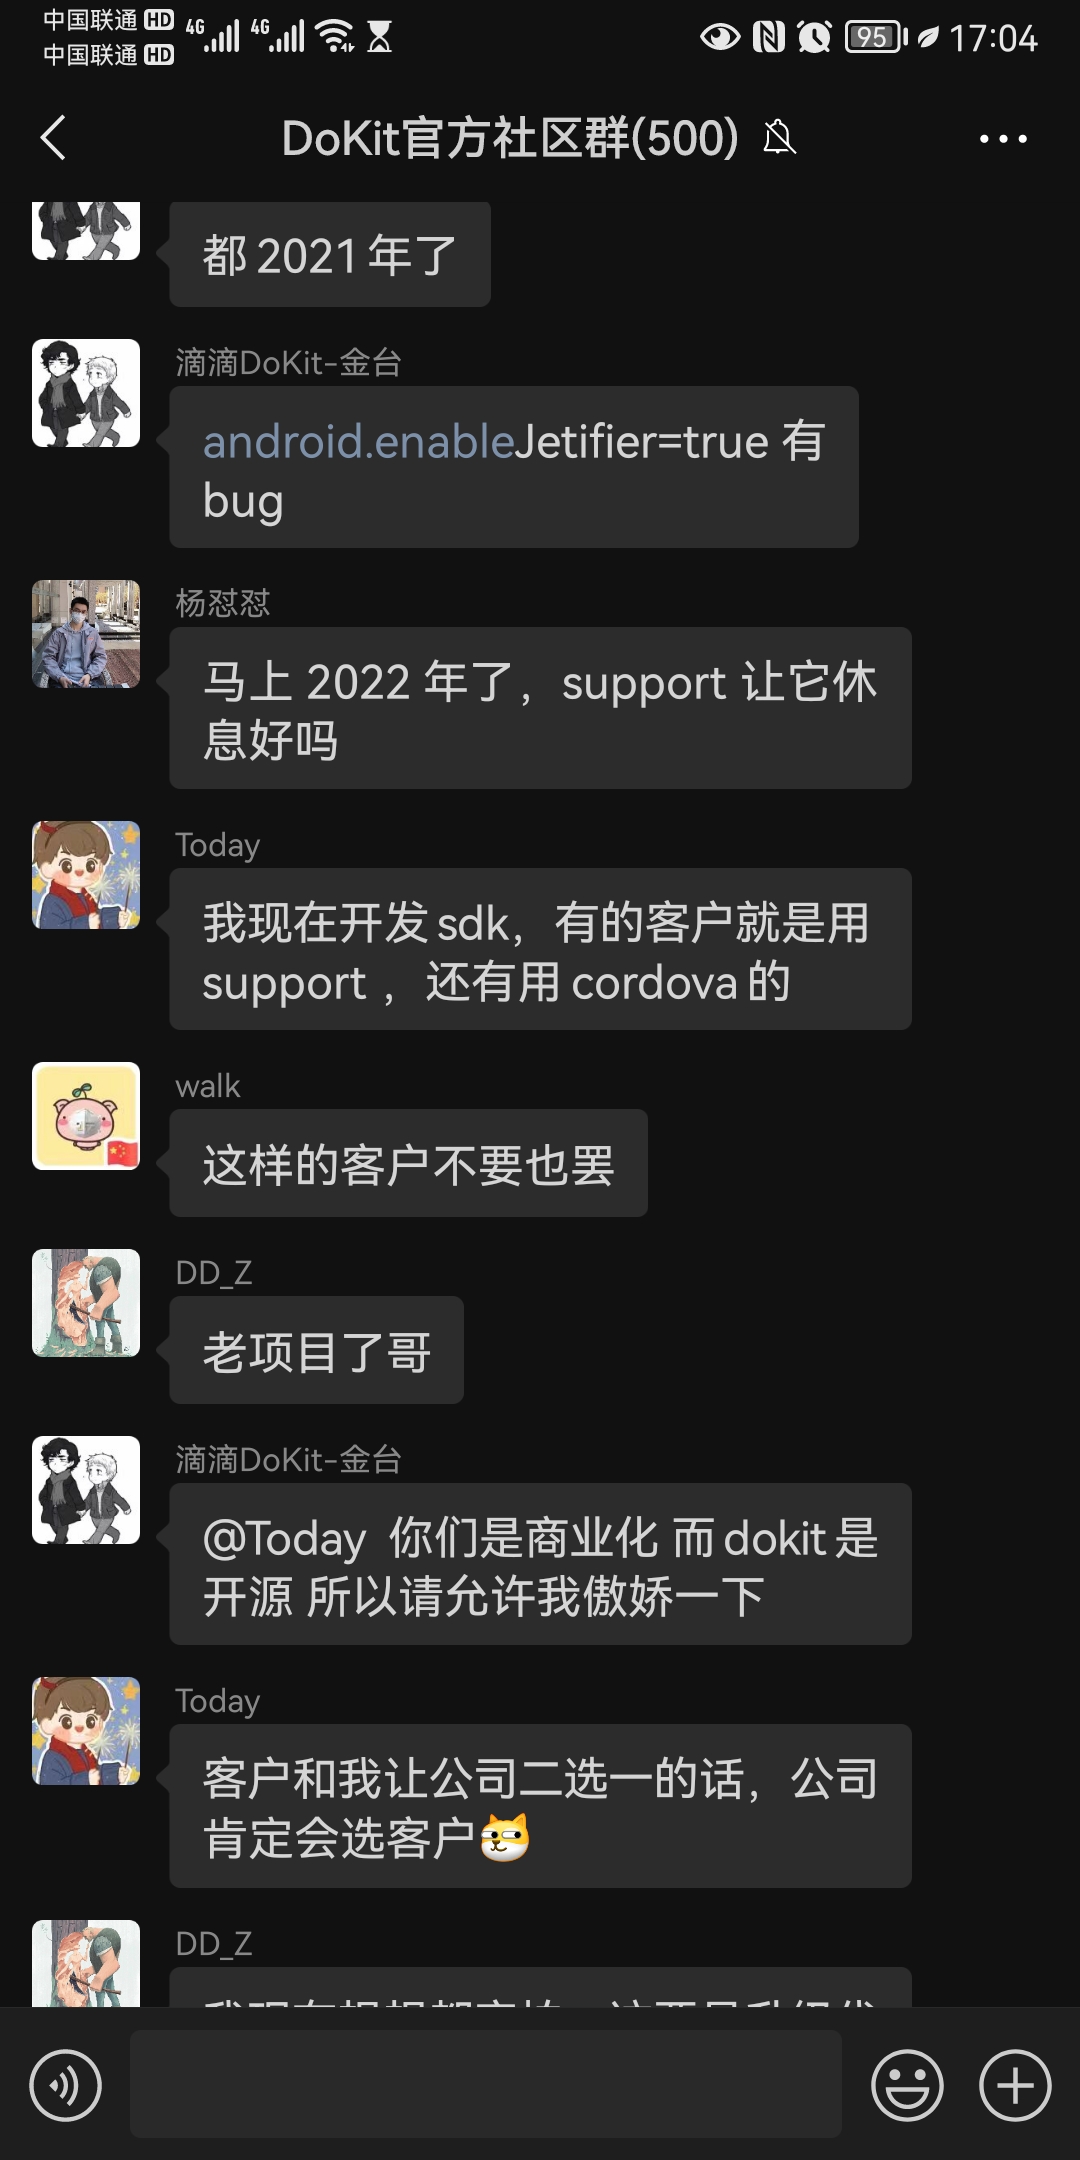 中国联通 HD
中国联通 HD
4G 4G
95 17:04
DoKit官方社区群(500)
都 2021 年了
滴滴DoKit-金台
android.enableJetifier=true 有
bug
杨怼怼
马上 2022 年了，support 让它休
息好吗
Today
我现在开发 sdk，有的客户就是用
support ，还有用 cordova 的
walk
这样的客户不要也罢
DD_Z
老项目了哥
滴滴DoKit-金台
@Today 你们是商业化 而 dokit 是
开源 所以请允许我傲娇一下
Today
客户和我让公司二选一的话，公司
肯定会选客户
DD_Z